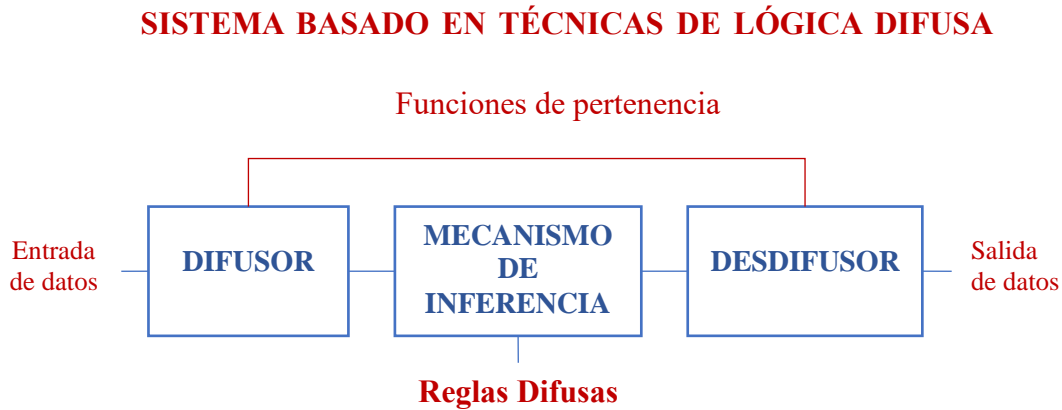 SISTEMA BASADO EN TÉCNICAS DE LÓGICA DIFUSA
Funciones de pertenencia
Entrada
de datos
DIFUSOR
MECANISMO
DE
INFERENCIA
DESDIFUSOR
Salida
de datos
Reglas Difusas